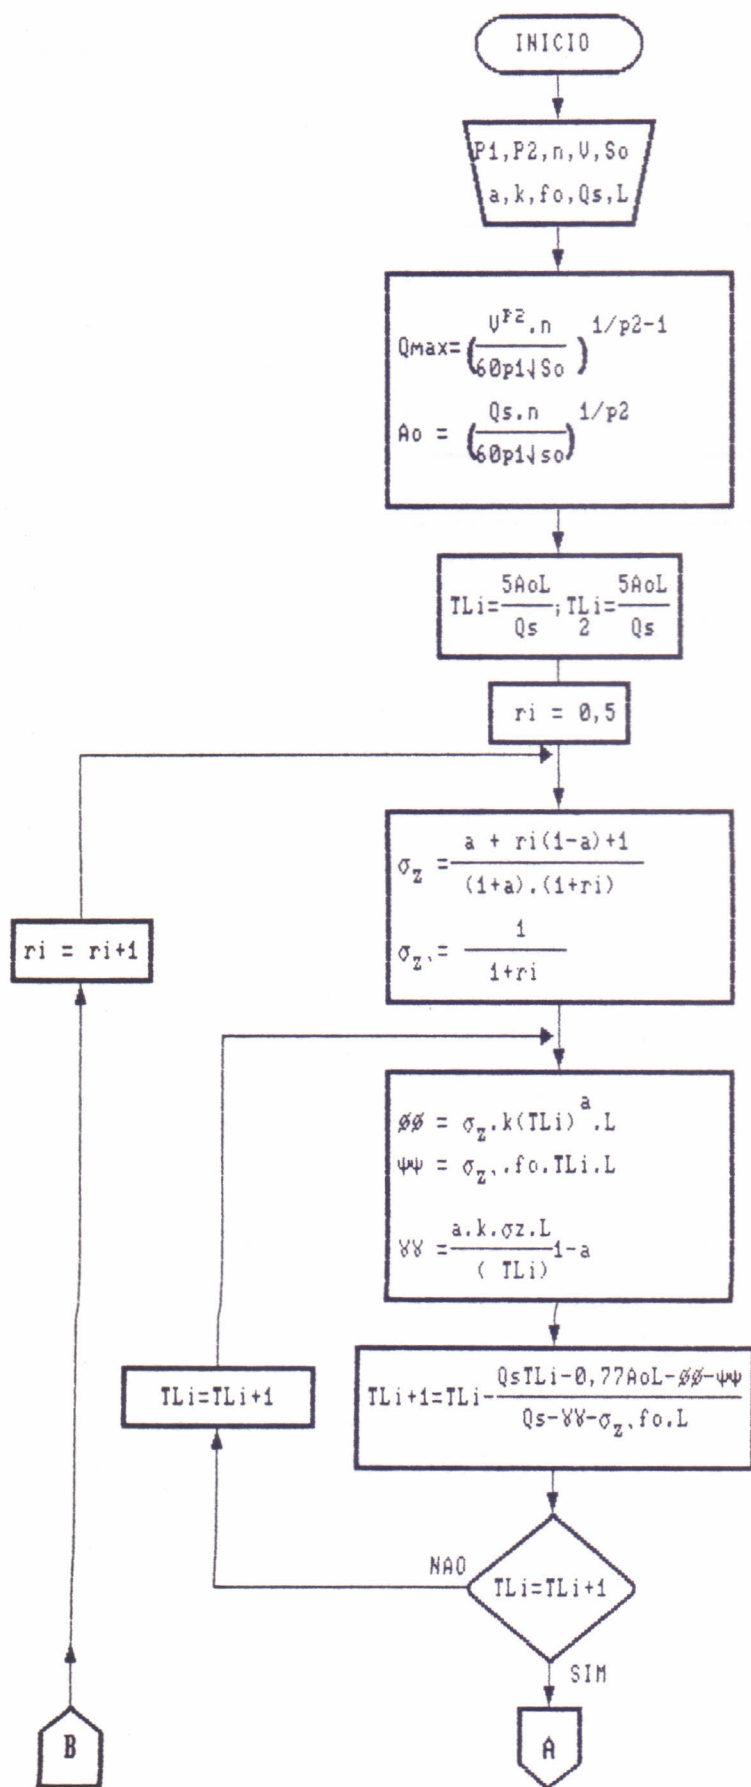 INICIO
P1,P2,n,V,So
a,k,fo,Qs,L
Qmax=(V^P2.n/60p1√So)^1/p2-1
Ao = (Qs.n/60p1√so)^1/p2
TLi=5AoL/Qs;TLi/2=5AoL/Qs
ri = 0,5
σz = a + ri(1-a)+1/(1+a).(1+ri)
ri = ri+1
σz, = 1/1+ri
øø = σz.k(TLi)^a.L
ψψ = σz,.fo.TLi.L
γγ = a.k.σz.L/( TLi)1-a
TLi=TLi+1
TLi+1=TLi-QsTLi-0,77AoL-øø-ψψ/Qs-γγ-σz,fo.L
NAO
TLi=TLi+1
SIM
B
A